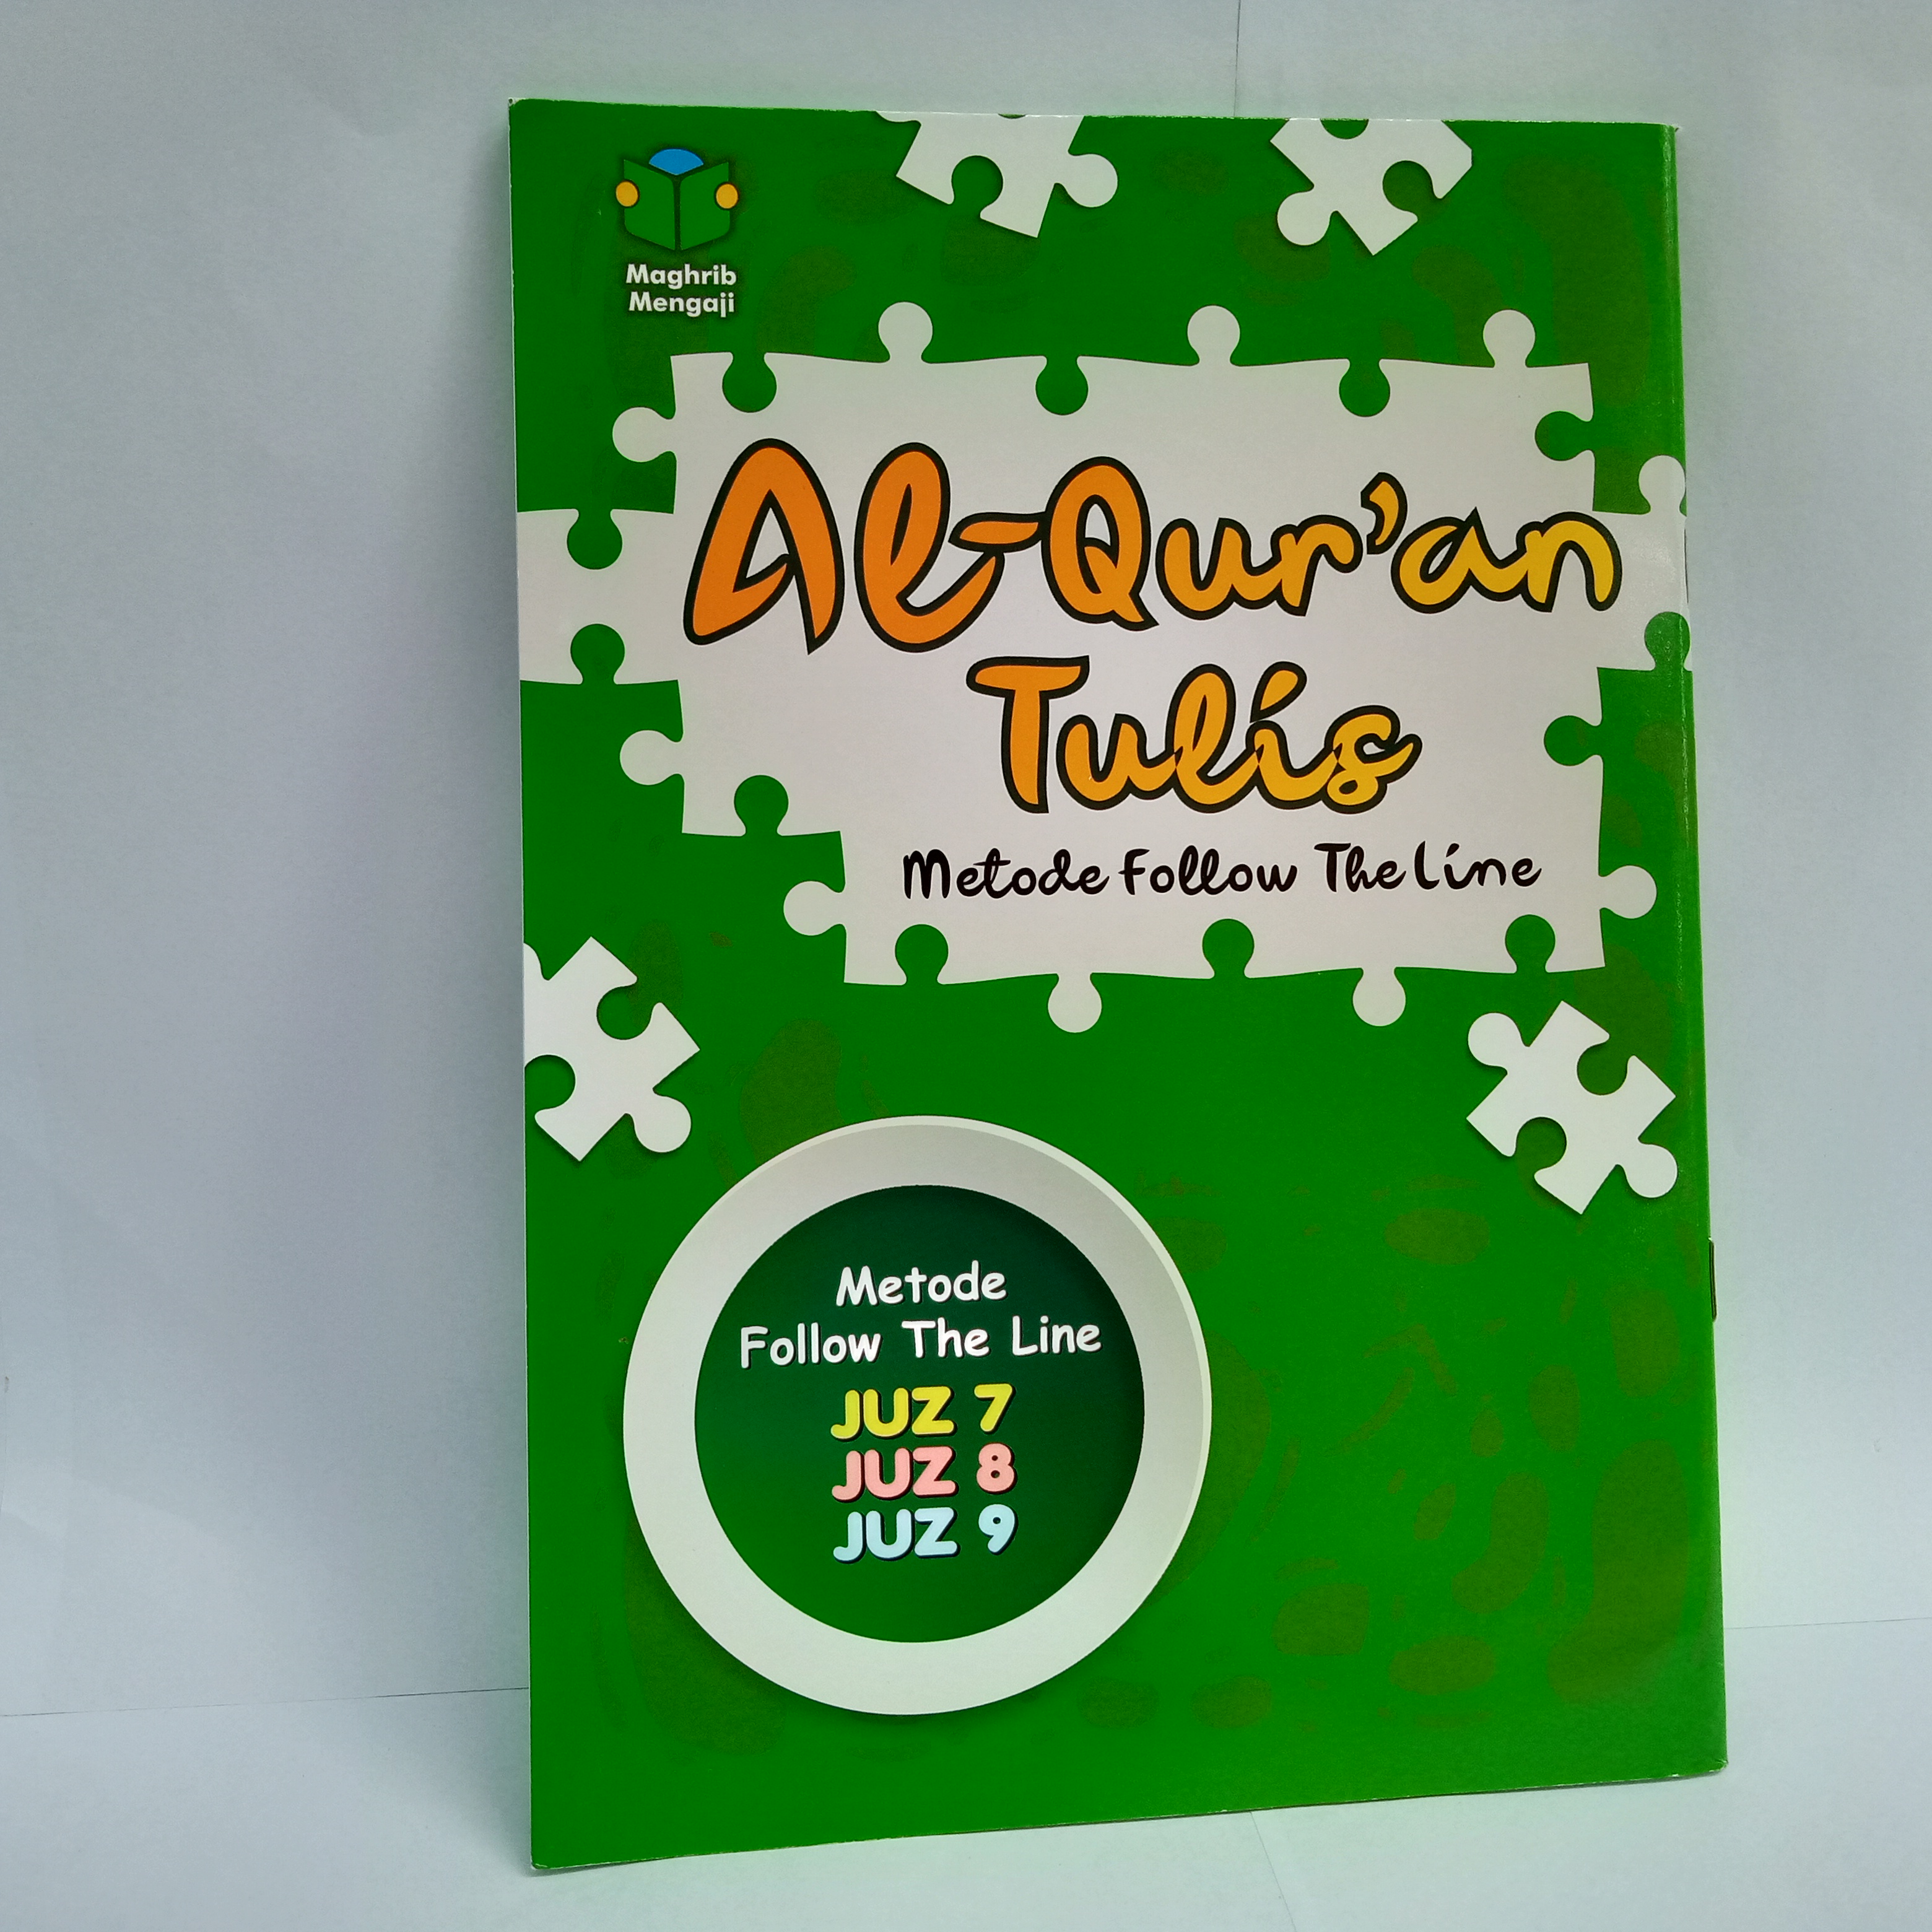 Maghrib
Mengaji
Al-Qur'an
Tulis
Metode Follow The Line
Metode
Follow The Line
JUZ 7
JUZ 8
JUZ 9